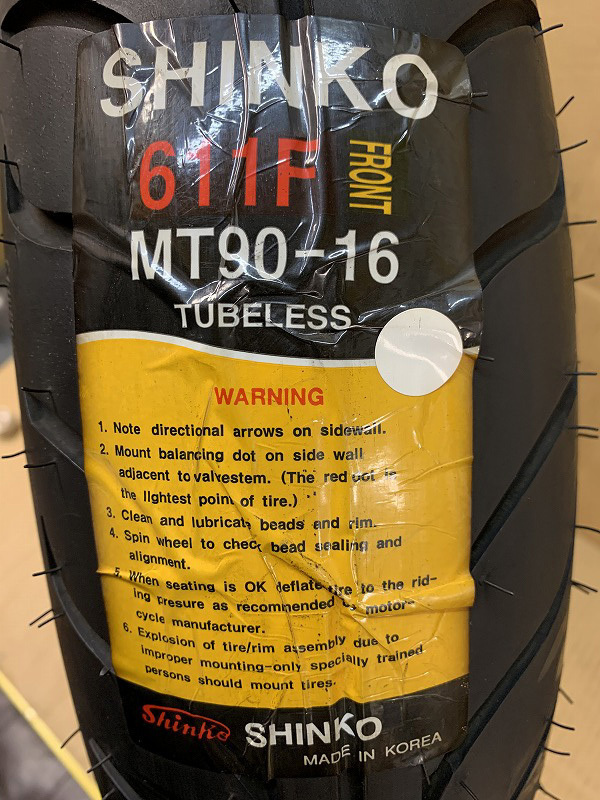 SHINKO
611F FRONT
MT90-16
TUBELESS
WARNING
1. Note directional arrows on sidewall.
2. Mount balancing dot on side wall
adjacent to valvestem. (The red dot is
the lightest point of tire.)
3. Clean and lubricate beads and rim.
4. Spin wheel to check bead sealing and
alignment.
5. When seating is OK deflate tire to the rid-
ing presure as recommended by motor-
cycle manufacturer.
6. Explosion of tire/rim assembly due to
improper mounting-only specially trained
persons should mount tires.
Shinko SHINKO
MADE IN KOREA